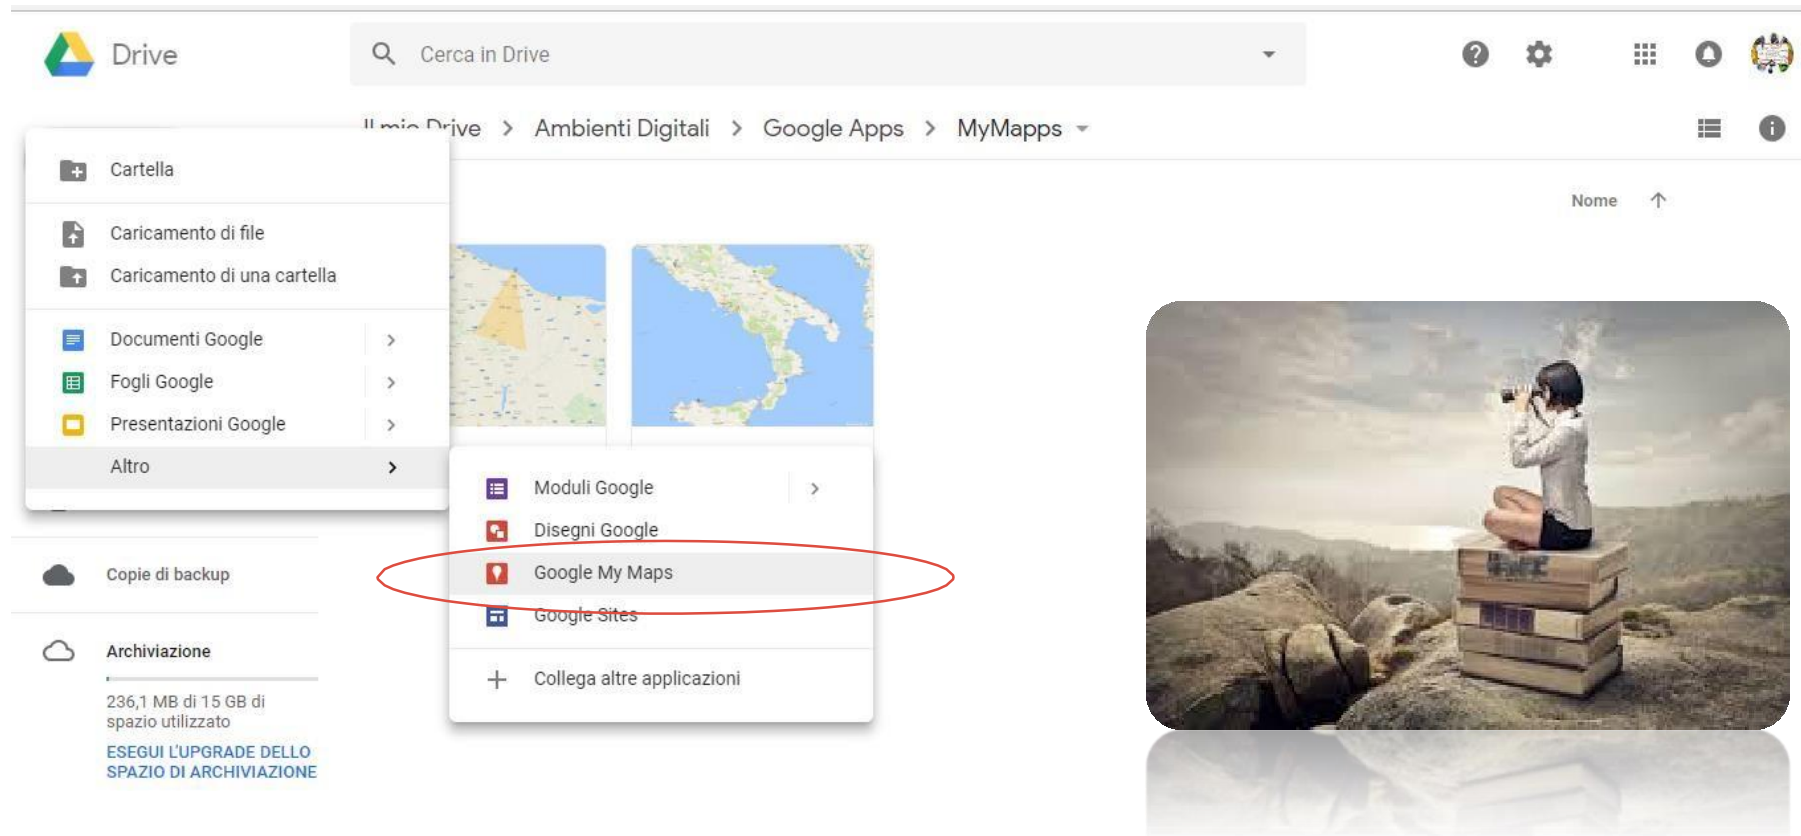 Drive
Cerca in Drive
Il mio Drive > Ambienti Digitali > Google Apps > MyMapps
Nome
Cartella
Caricamento di file
Caricamento di una cartella
Documenti Google
Fogli Google
Presentazioni Google
Altro
Moduli Google
Disegni Google
Google My Maps
Google Sites
Collega altre applicazioni
Copie di backup
Archiviazione
236,1 MB di 15 GB di
spazio utilizzato
ESEGUI L'UPGRADE DELLO
SPAZIO DI ARCHIVIAZIONE